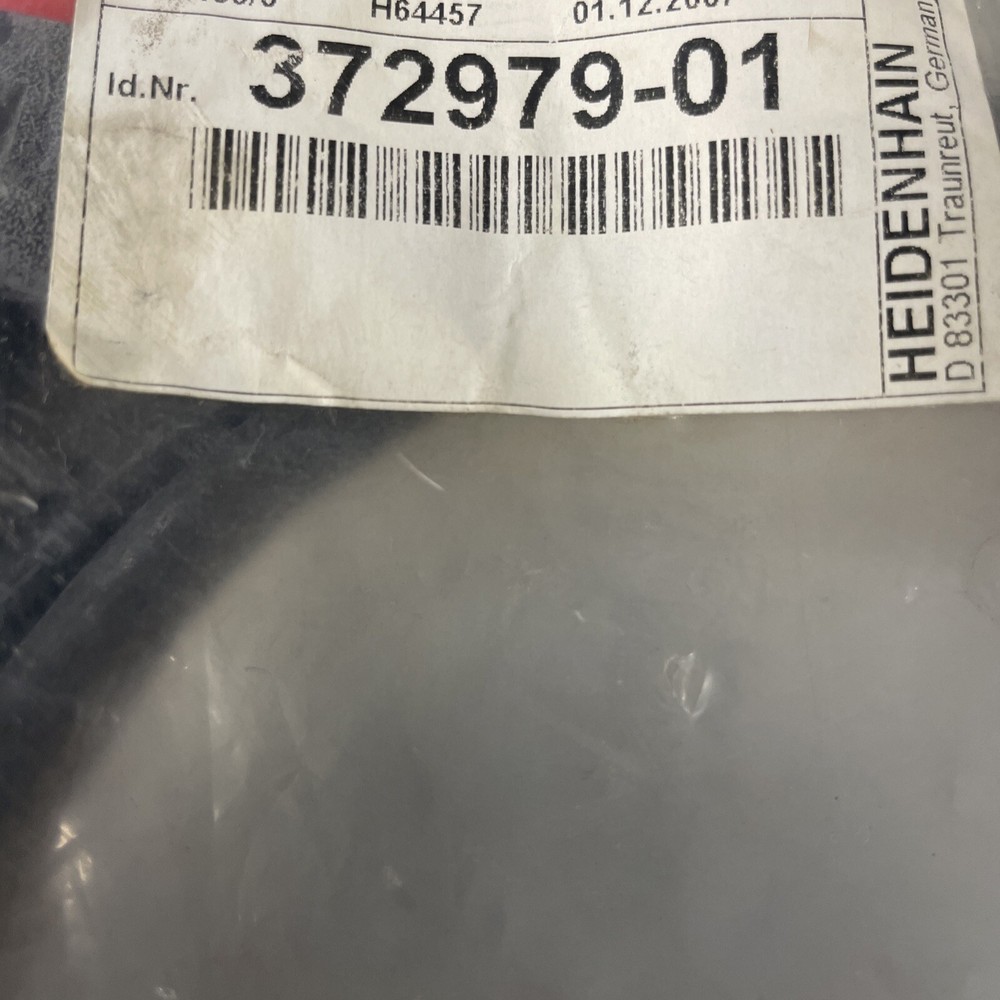 H64457
Id.Nr. 372979-01
HEIDENHAIN
D 83301 Traunreut, German